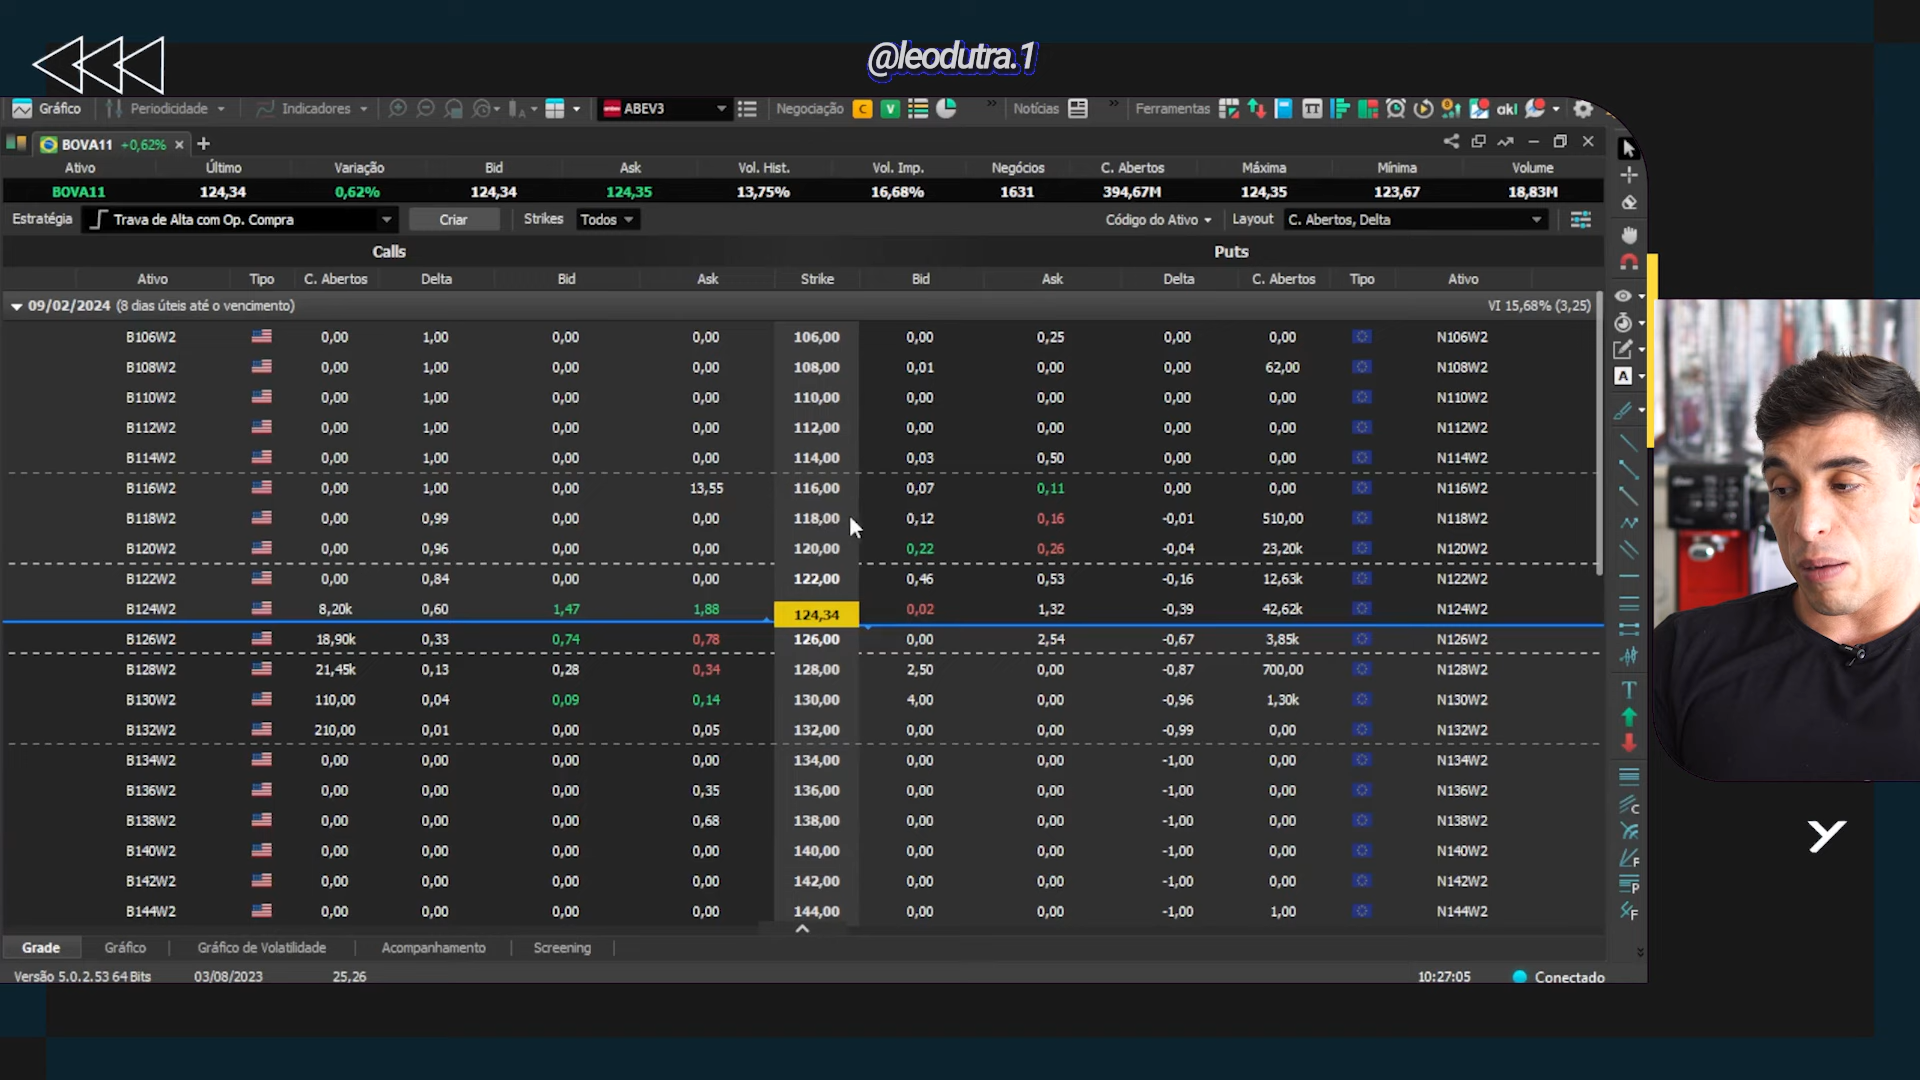 @leodutra.1
Gráfico Periodicidade Indicadores ABEV3 Negociação C V Notícias Ferramentas akl
BOVA11 +0,62%
Ativo Último Variação Bid Ask Vol. Hist. Vol. Imp. Negócios C. Abertos Máxima Mínima Volume
BOVA11 124,34 0,62% 124,34 124,35 13,75% 16,68% 1631 394,67M 124,35 123,67 18,83M
Estratégia Trava de Alta com Op. Compra Criar Strikes Todos Código do Ativo Layout C. Abertos, Delta
Calls Puts
Ativo Tipo C. Abertos Delta Bid Ask Strike Bid Ask Delta C. Abertos Tipo Ativo
09/02/2024 (8 dias úteis até o vencimento) VI 15,68% (3,25)
B106W2 0,00 1,00 0,00 0,00 106,00 0,00 0,25 0,00 0,00 N106W2
B108W2 0,00 1,00 0,00 0,00 108,00 0,01 0,00 0,00 62,00 N108W2
B110W2 0,00 1,00 0,00 0,00 110,00 0,00 0,00 0,00 0,00 N110W2
B112W2 0,00 1,00 0,00 0,00 112,00 0,00 0,00 0,00 0,00 N112W2
B114W2 0,00 1,00 0,00 0,00 114,00 0,03 0,50 0,00 0,00 N114W2
B116W2 0,00 1,00 0,00 13,55 116,00 0,07 0,11 0,00 0,00 N116W2
B118W2 0,00 0,99 0,00 0,00 118,00 0,12 0,16 -0,01 510,00 N118W2
B120W2 0,00 0,96 0,00 0,00 120,00 0,22 0,26 -0,04 23,20k N120W2
B122W2 0,00 0,84 0,00 0,00 122,00 0,46 0,53 -0,16 12,63k N122W2
B124W2 8,20k 0,60 1,47 1,88 124,34 0,02 1,32 -0,39 42,62k N124W2
B126W2 18,90k 0,33 0,74 0,78 126,00 0,00 2,54 -0,67 3,85k N126W2
B128W2 21,45k 0,13 0,28 0,34 128,00 2,50 0,00 -0,87 700,00 N128W2
B130W2 110,00 0,04 0,09 0,14 130,00 4,00 0,00 -0,96 1,30k N130W2
B132W2 210,00 0,01 0,00 0,05 132,00 0,00 0,00 -0,99 0,00 N132W2
B134W2 0,00 0,00 0,00 0,00 134,00 0,00 0,00 -1,00 0,00 N134W2
B136W2 0,00 0,00 0,00 0,35 136,00 0,00 0,00 -1,00 0,00 N136W2
B138W2 0,00 0,00 0,00 0,68 138,00 0,00 0,00 -1,00 0,00 N138W2
B140W2 0,00 0,00 0,00 0,00 140,00 0,00 0,00 -1,00 0,00 N140W2
B142W2 0,00 0,00 0,00 0,00 142,00 0,00 0,00 -1,00 0,00 N142W2
B144W2 0,00 0,00 0,00 0,00 144,00 0,00 0,00 -1,00 1,00 N144W2
Grade Gráfico Gráfico de Volatilidade Acompanhamento Screening
Versão 5.0.2.53 64 Bits 03/08/2023 25,26 10:27:05 Conectado